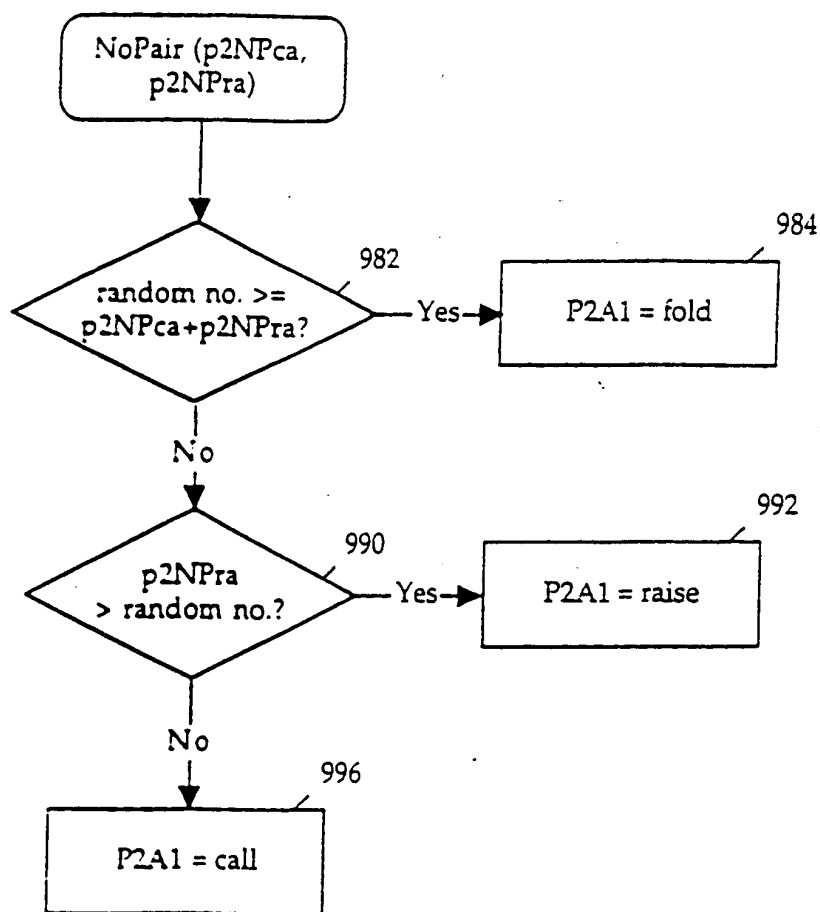 NoPair (p2NPca,
p2NPra)
982
random no. >=
p2NPca+p2NPra?
Yes
984
P2A1 = fold
No
990
p2NPra
> random no.?
Yes
992
P2A1 = raise
No
996
P2A1 = call